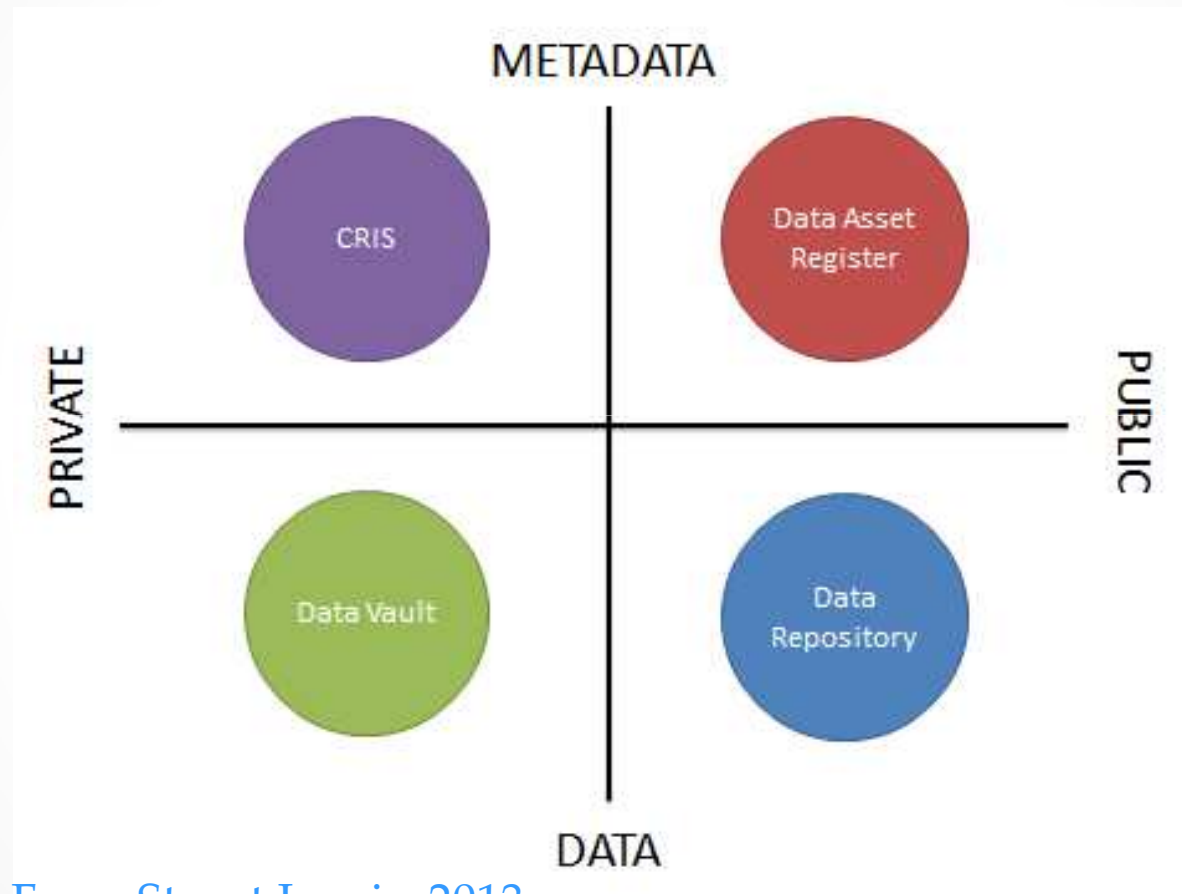 METADATA
CRIS
Data Asset
Register
PRIVATE
PUBLIC
Data Vault
Data
Repository
DATA